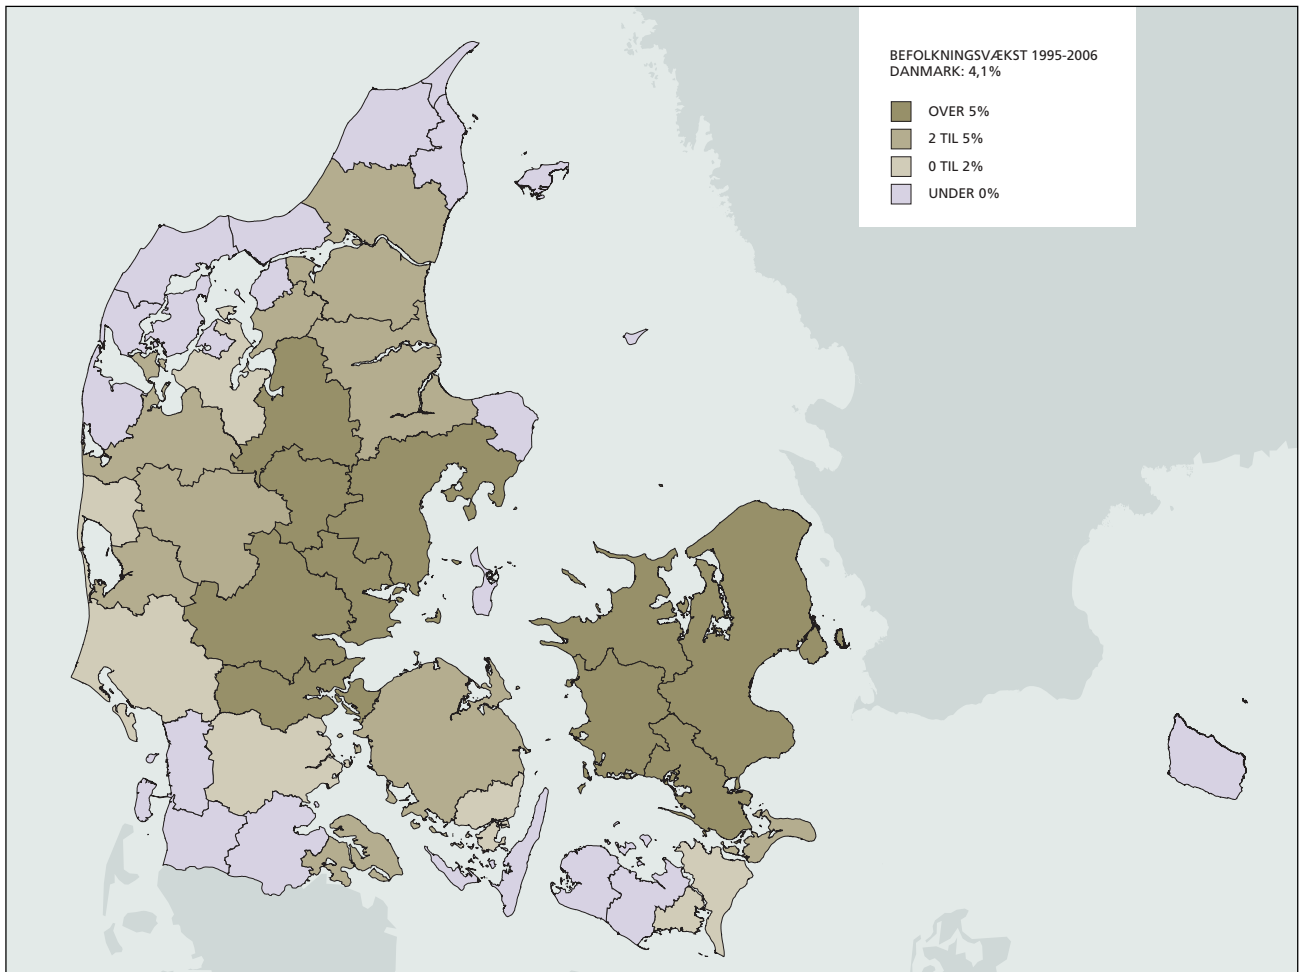 BEFOLKNINGSVÆKST 1995-2006
DANMARK: 4,1%
OVER 5%
2 TIL 5%
0 TIL 2%
UNDER 0%